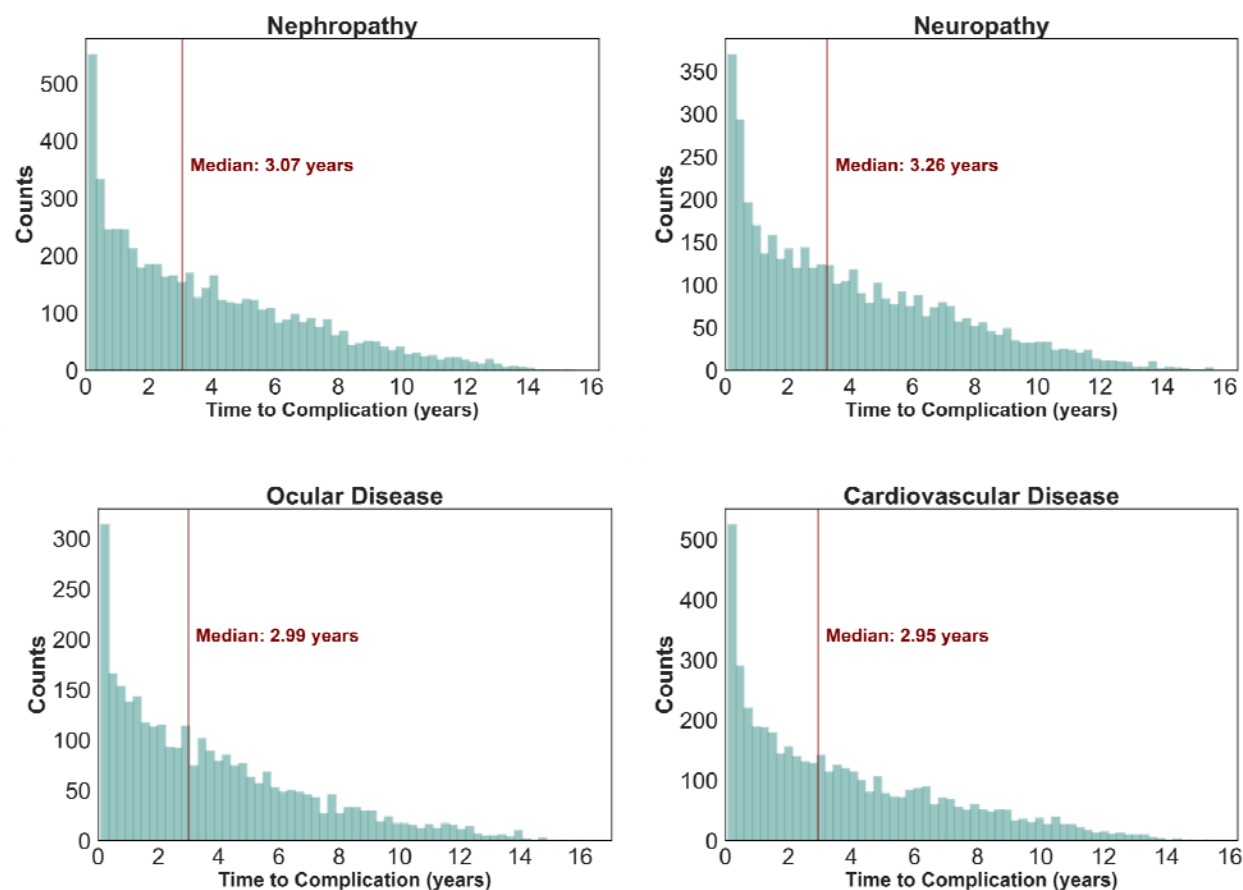 Nephropathy
500
400
300
200
100
0
Counts
Median: 3.07 years
0 2 4 6 8 10 12 14 16
Time to Complication (years)
Neuropathy
350
300
250
200
150
100
50
0
Counts
Median: 3.26 years
0 2 4 6 8 10 12 14 16
Time to Complication (years)
Ocular Disease
300
250
200
150
100
50
0
Counts
Median: 2.99 years
0 2 4 6 8 10 12 14 16
Time to Complication (years)
Cardiovascular Disease
500
400
300
200
100
0
Counts
Median: 2.95 years
0 2 4 6 8 10 12 14 16
Time to Complication (years)